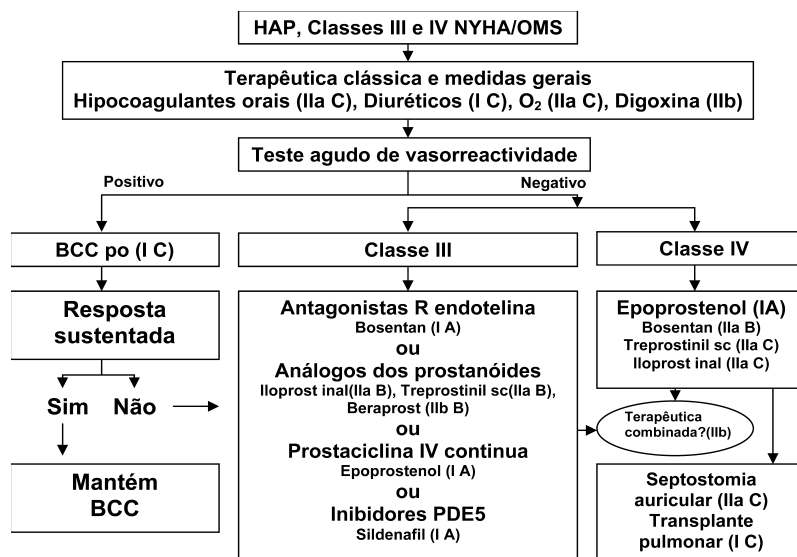 HAP, Classes III e IV NYHA/OMS
Terapêutica clássica e medidas gerais
Hipocoagulantes orais (IIa C), Diuréticos (I C), O₂ (IIa C), Digoxina (IIb)
Teste agudo de vasorreactividade
Positivo
Negativo
BCC po (I C)
Classe III
Classe IV
Resposta
sustentada
Sim Não
Mantém
BCC
Antagonistas R endotelina
Bosentan (I A)
ou
Análogos dos prostanóides
Iloprost inal(IIa B), Treprostinil sc(IIa B),
Beraprost (IIb B)
ou
Prostaciclina IV continua
Epoprostenol (I A)
ou
Inibidores PDE5
Sildenafil (I A)
Epoprostenol (IA)
Bosentan (IIa B)
Treprostinil sc (IIa C)
Iloprost inal (IIa C)
Terapêutica
combinada?(IIb)
Septostomia
auricular (IIa C)
Transplante
pulmonar (I C)